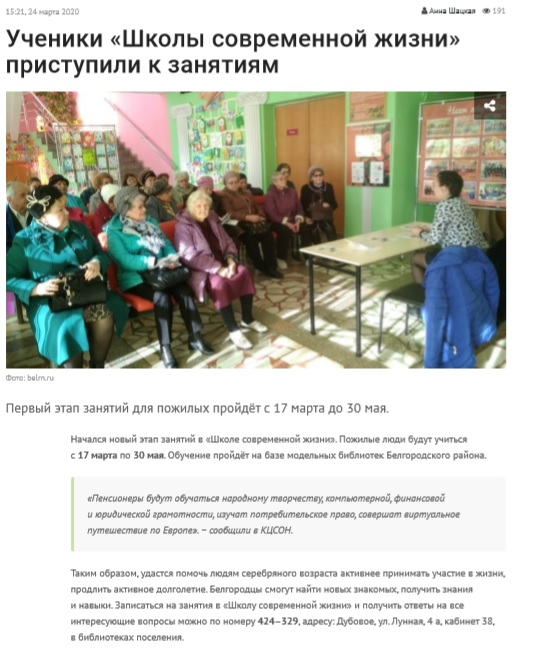 15:21, 24 марта 2020
Анна Шацкая 191
Ученики «Школы современной жизни»
приступили к занятиям
Фото: belrn.ru
Первый этап занятий для пожилых пройдёт с 17 марта до 30 мая.
Начался новый этап занятий в «Школе современной жизни». Пожилые люди будут учиться
с 17 марта по 30 мая. Обучение пройдёт на базе модельных библиотек Белгородского района.
«Пенсионеры будут обучаться народному творчеству, компьютерной, финансовой
и юридической грамотности, изучат потребительское право, совершат виртуальное
путешествие по Европе». – сообщили в КЦСОН.
Таким образом, удастся помочь людям серебряного возраста активнее принимать участие в жизни,
продлить активное долголетие. Белгородцы смогут найти новых знакомых, получить знания
и навыки. Записаться на занятия в «Школу современной жизни» и получить ответы на все
интересующие вопросы можно по номеру 424–329, адресу: Дубовое, ул. Лунная, 4 а, кабинет 38,
в библиотеках поселения.